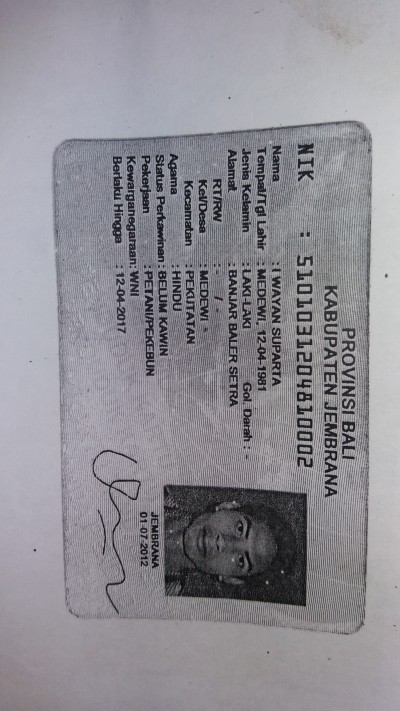 PROVINSI BALI
KABUPATEN JEMBRANA
NIK : 5101031204810002
Nama : I WAYAN SUPARTA
Tempat/Tgl Lahir : MEDEWI, 12-04-1981
Jenis Kelamin : LAKI-LAKI Gol. Darah : -
Alamat : BANJAR BALER SETRA
RT/RW : - / -
Kel/Desa : MEDEWI
Kecamatan : PEKUTATAN
Agama : HINDU
Status Perkawinan : BELUM KAWIN
Pekerjaan : PETANI/PEKEBUN
Kewarganegaraan: WNI
Berlaku Hingga : 12-04-2017
JEMBRANA
01-07-2012